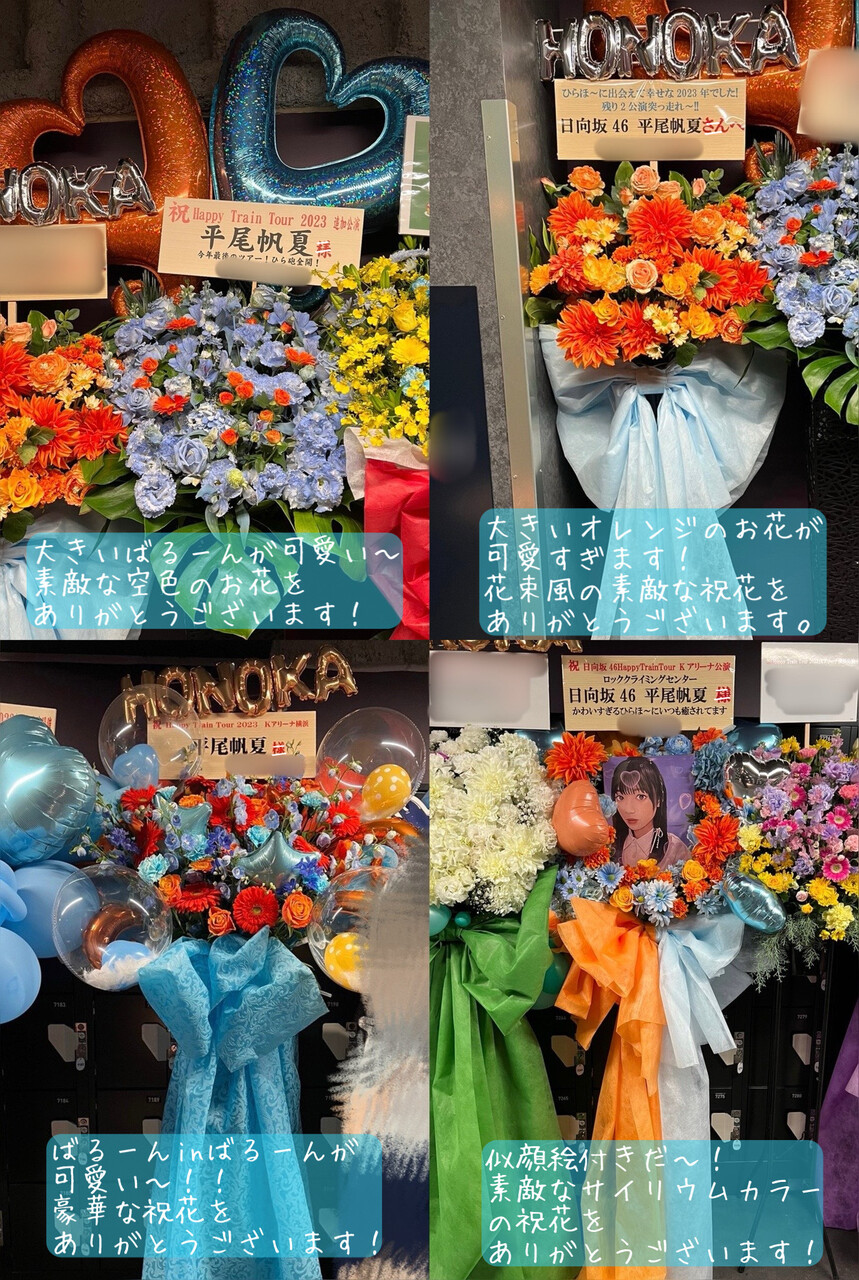 NOKA
祝 Happy Train Tour 2023 追加公演
平尾帆夏様
今年最後のツアー!ひら砲全開!
大きいばるーんが可愛い〜
素敵な空色のお花を
ありがとうございます!
HONOKA
ひらほ〜に出会えて幸せな2023年でした!
残り2公演突っ走れ〜!!
日向坂46 平尾帆夏さんへ
大きいオレンジのお花が
可愛すぎます!
花束風の素敵な祝花を
ありがとうございます。
HONOKA
祝 Happy Train Tour 2023 Kアリーナ横浜
平尾帆夏様
ばるーんinばるーんが
可愛い〜!!
豪華な祝花を
ありがとうございます!
祝 日向坂46HappyTrainTour Kアリーナ公演
ロッククライミングセンター
日向坂46 平尾帆夏 様
かわいすぎるひらほ〜にいつも癒されてます
似顔絵付きだ〜!
素敵なサイリウムカラー
の祝花を
ありがとうございます!